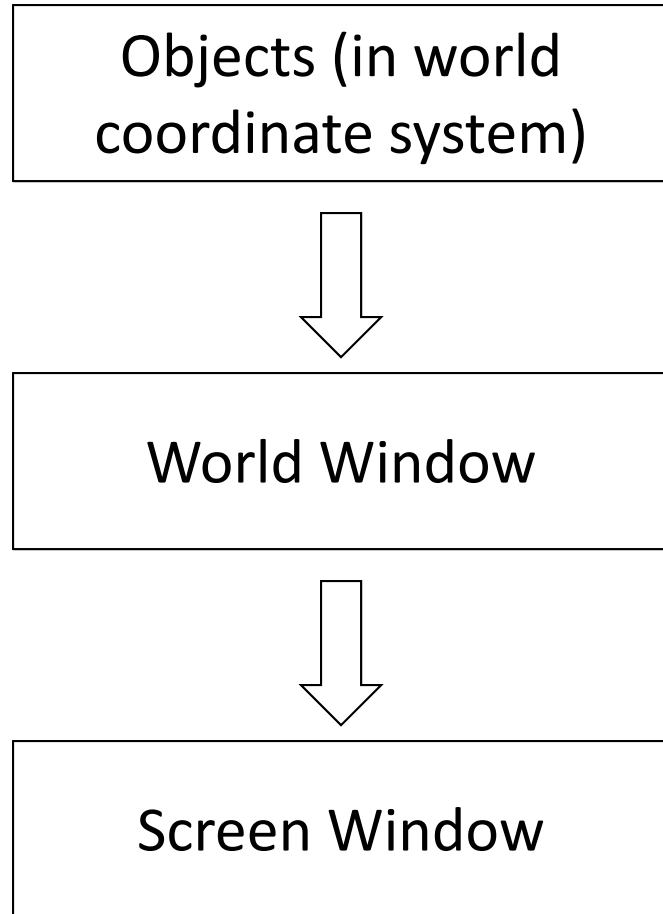 Objects (in world
coordinate system)
World Window
Screen Window